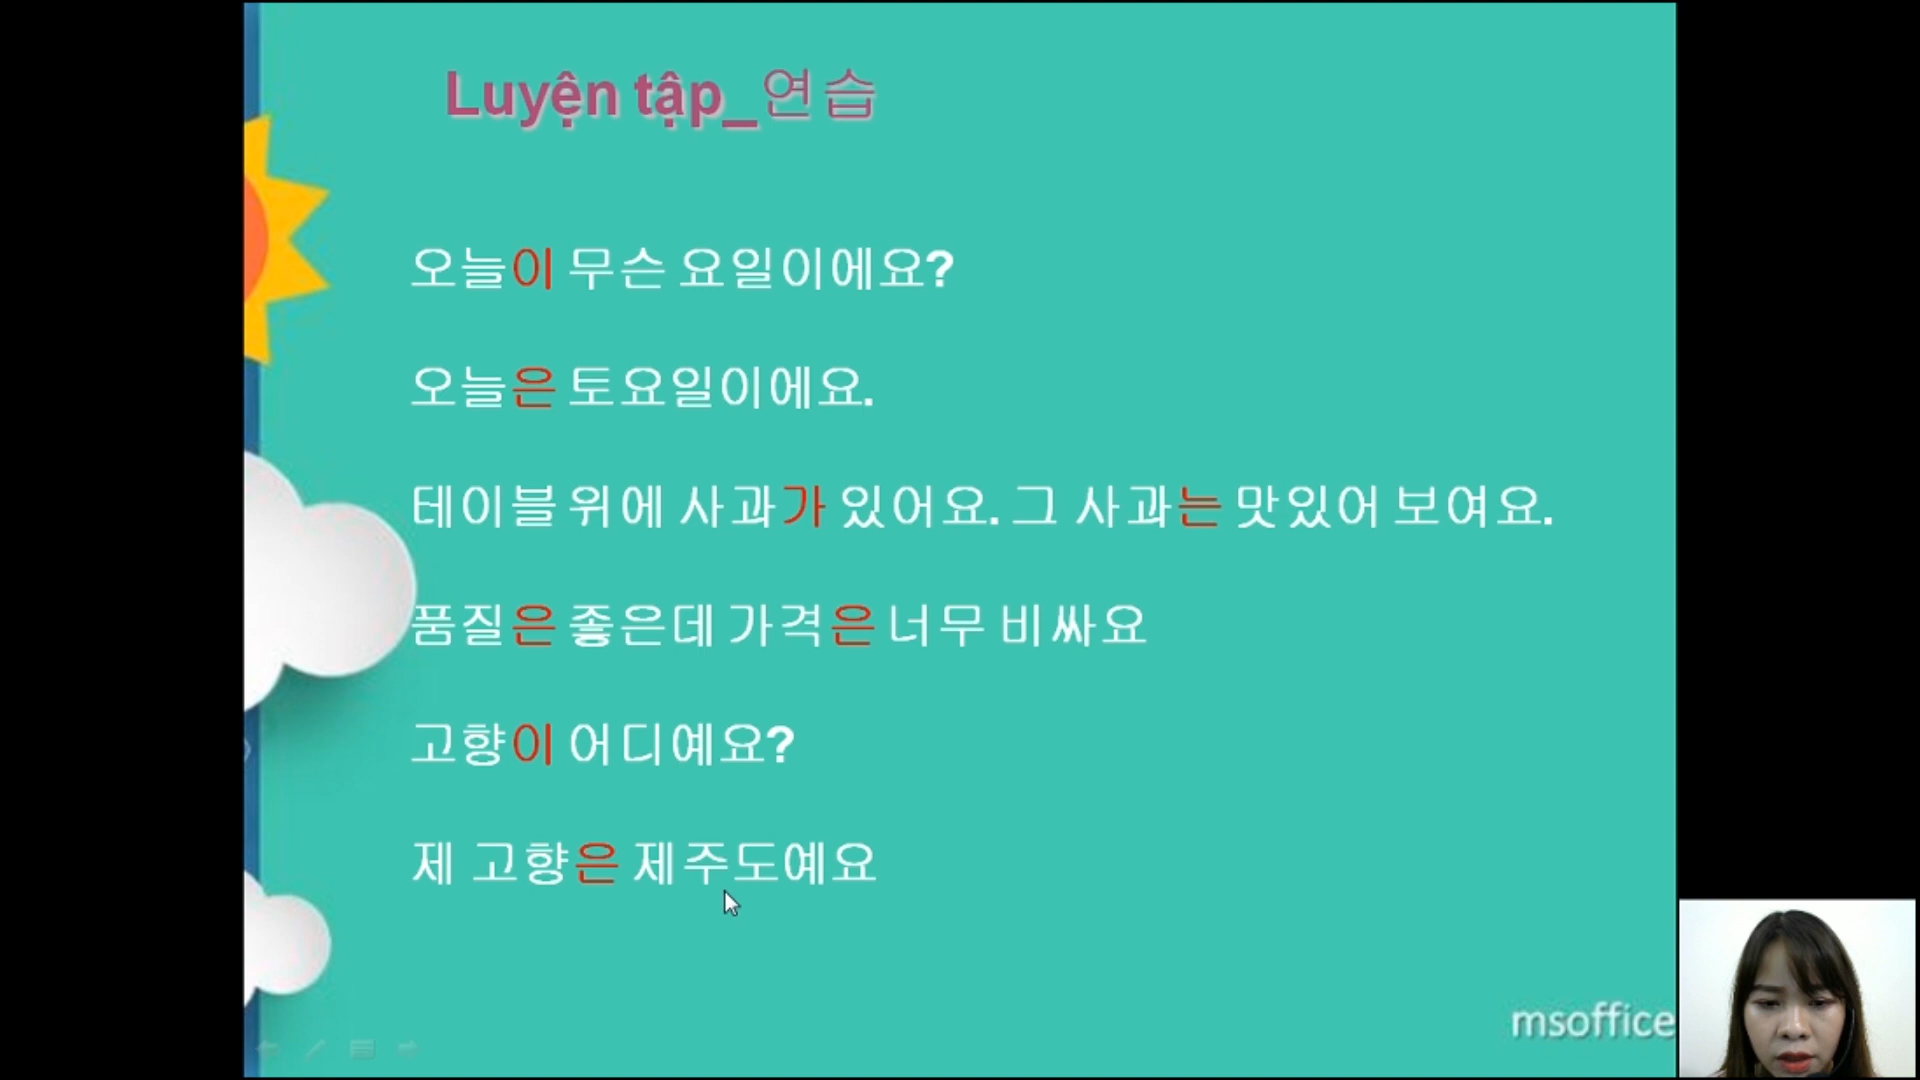 Luyện tập_연습
오늘이 무슨 요일이에요?
오늘은 토요일이에요.
테이블 위에 사과가 있어요. 그 사과는 맛있어 보여요.
품질은 좋은데 가격은 너무 비싸요
고향이 어디예요?
제 고향은 제주도예요
msoffice